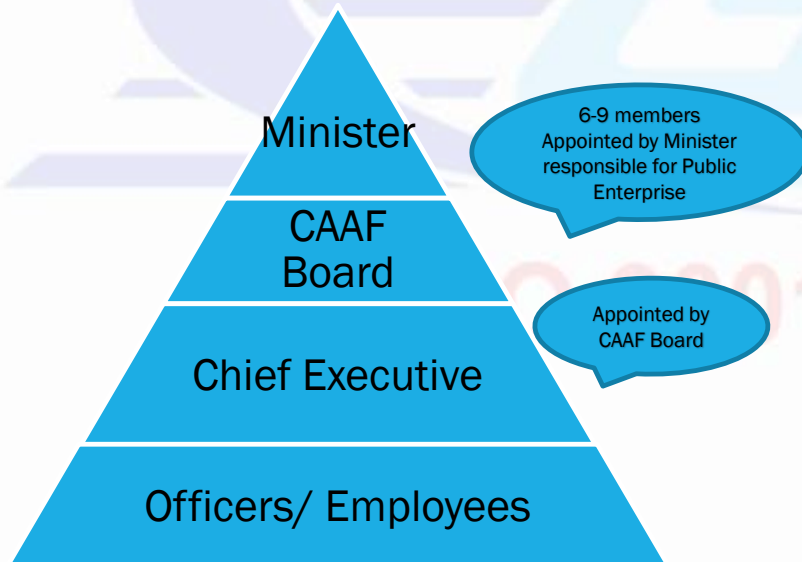 Minister
6-9 members
Appointed by Minister
responsible for Public
Enterprise
CAAF
Board
Appointed by
CAAF Board
Chief Executive
Officers/ Employees